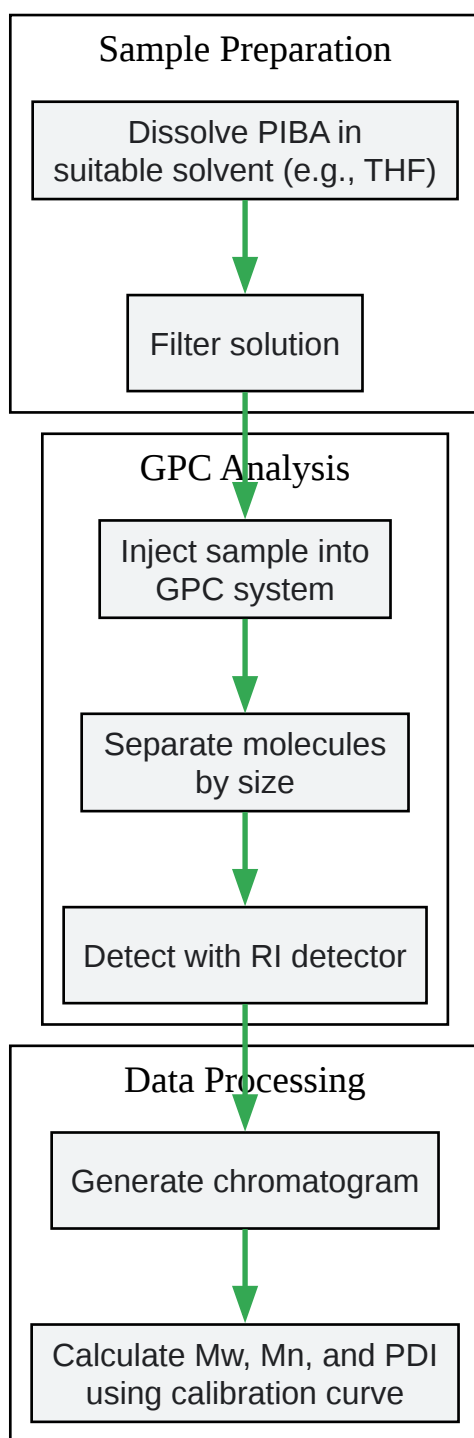 Sample Preparation
Dissolve PIBA in
suitable solvent (e.g., THF)
Filter solution
GPC Analysis
Inject sample into
GPC system
Separate molecules
by size
Detect with RI detector
Data Processing
Generate chromatogram
Calculate Mw, Mn, and PDI
using calibration curve